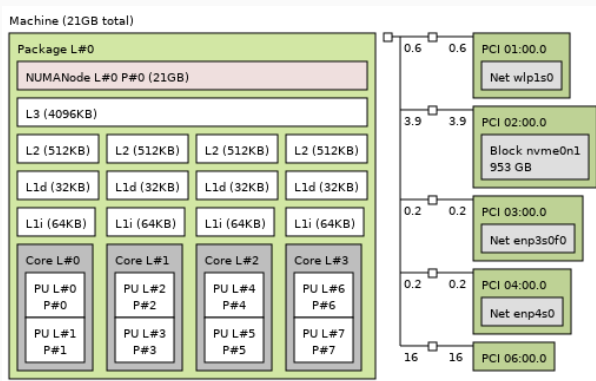 Machine (21GB total)
Package L#0
NUMANode L#0 P#0 (21GB)
L3 (4096KB)
L2 (512KB) L2 (512KB) L2 (512KB) L2 (512KB)
L1d (32KB) L1d (32KB) L1d (32KB) L1d (32KB)
L1i (64KB) L1i (64KB) L1i (64KB) L1i (64KB)
Core L#0 Core L#1 Core L#2 Core L#3
PU L#0 PU L#2 PU L#4 PU L#6
P#0 P#2 P#4 P#6
PU L#1 PU L#3 PU L#5 PU L#7
P#1 P#3 P#5 P#7
0.6 0.6 PCI 01:00.0
Net wlp1s0
3.9 3.9 PCI 02:00.0
Block nvme0n1
953 GB
0.2 0.2 PCI 03:00.0
Net enp3s0f0
0.2 0.2 PCI 04:00.0
Net enp4s0
16 16 PCI 06:00.0